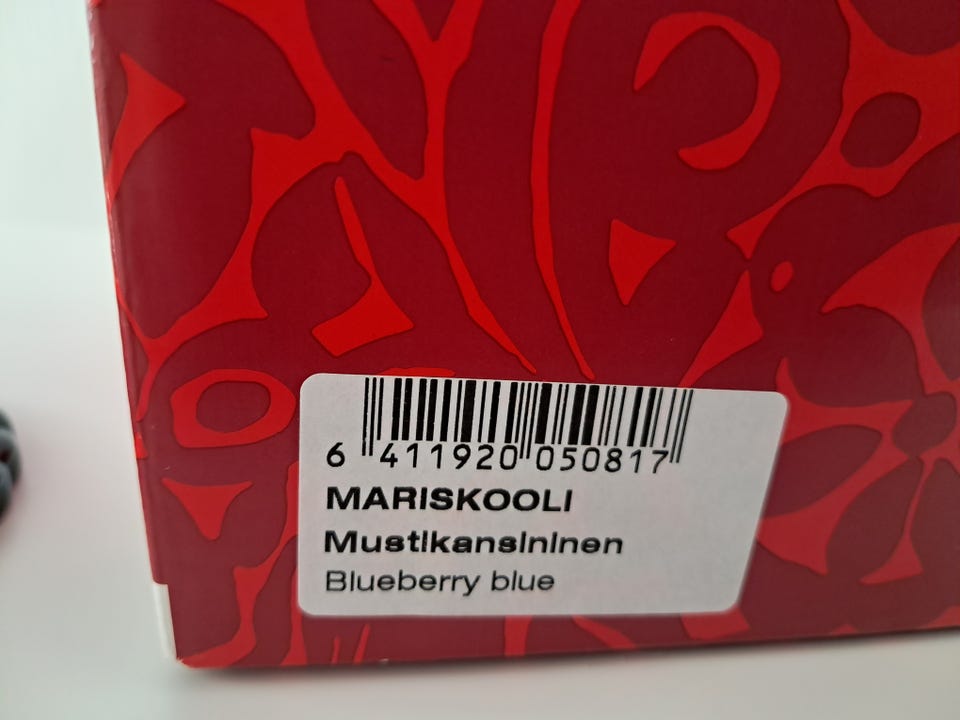 6 411920 050817
MARISKOOLI
Mustikansininen
Blueberry blue